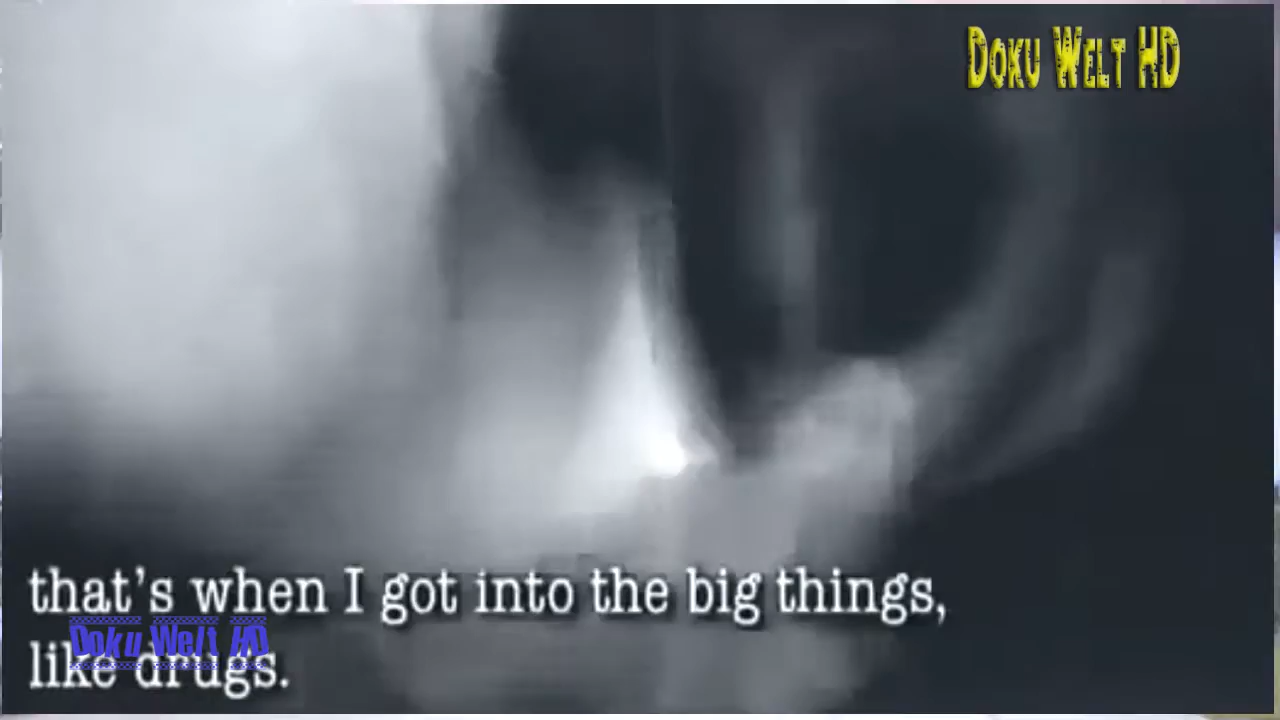 Doku Welt HD
that's when I got into the big things,
Doku Welt HD
like drugs.